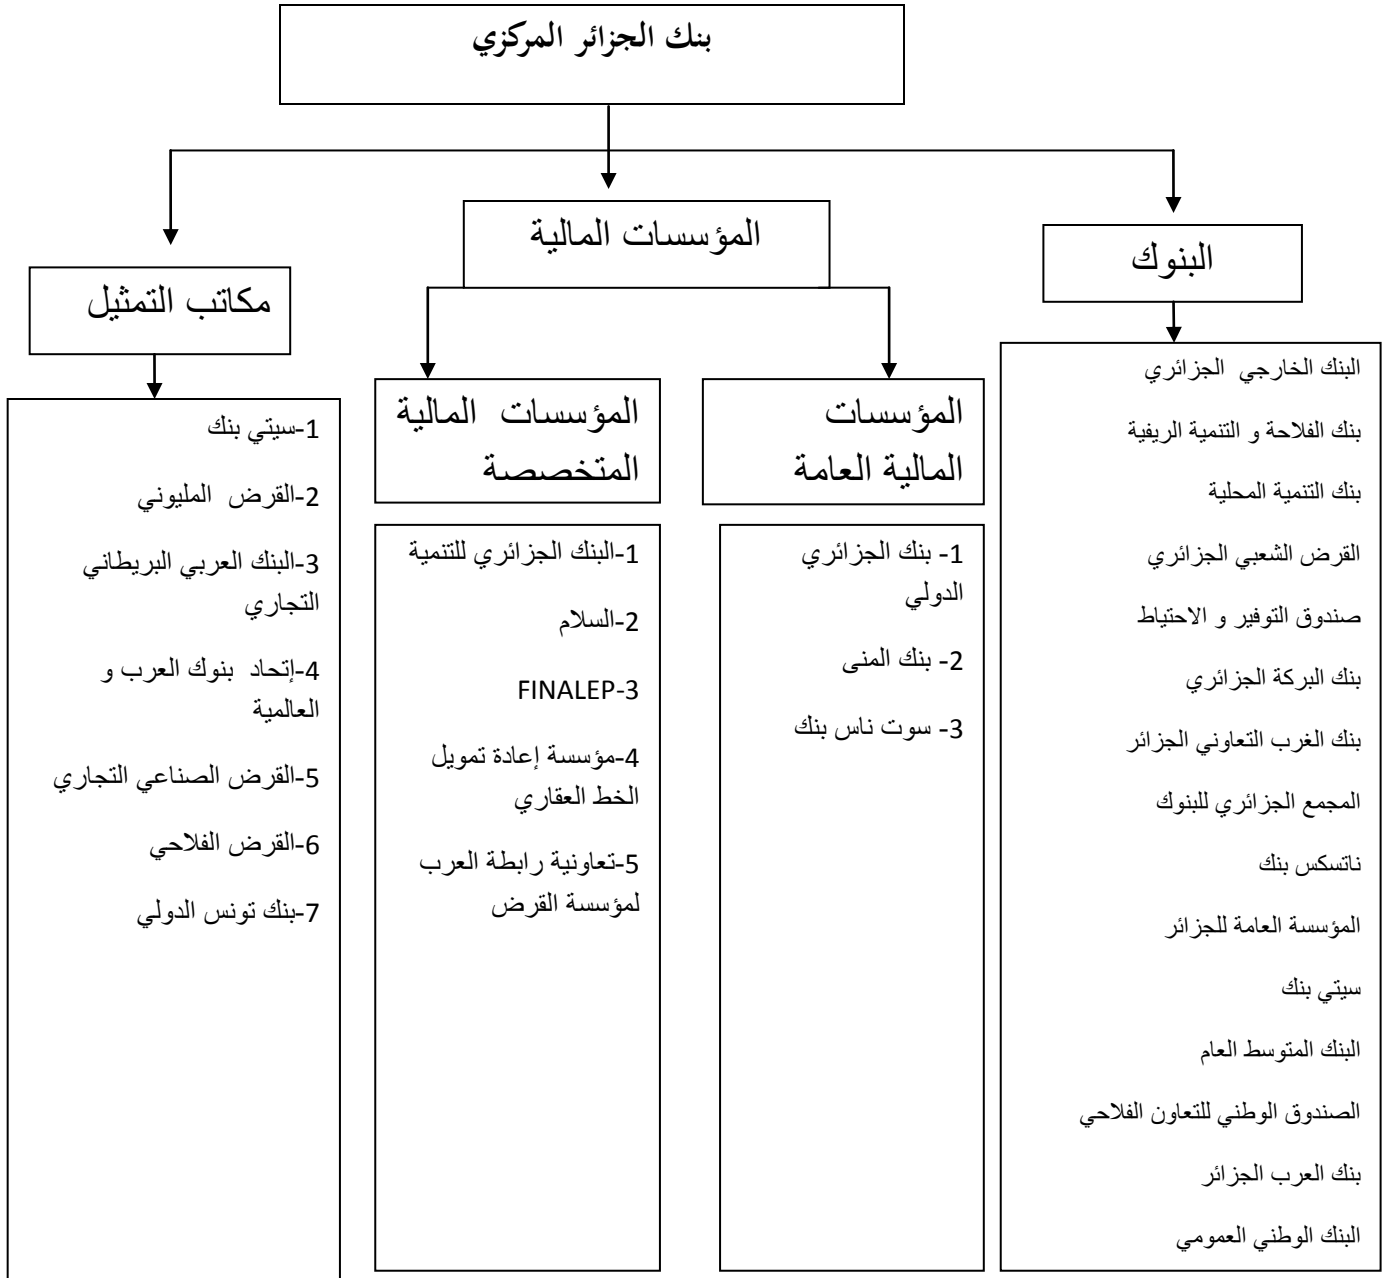 بنك الجزائر المركزي
المؤسسات المالية
البنوك
مكاتب التمثيل
البنك الخارجي الجزائري
بنك الفلاحة و التنمية الريفية
بنك التنمية المحلية
القرض الشعبي الجزائري
صندوق التوفير و الاحتياط
بنك البركة الجزائري
بنك الغرب التعاوني الجزائر
المجمع الجزائري للبنوك
ناتسكس بنك
المؤسسة العامة للجزائر
سيتي بنك
البنك المتوسط العام
الصندوق الوطني للتعاون الفلاحي
بنك العرب الجزائر
البنك الوطني العمومي
المؤسسات
المالية العامة
1- بنك الجزائري
الدولي
2- بنك المنى
3- سوت ناس بنك
المؤسسات المالية
المتخصصة
1-البنك الجزائري للتنمية
2-السلام
FINALEP-3
4-مؤسسة إعادة تمويل
الخط العقاري
5-تعاونية رابطة العرب
لمؤسسة القرض
1-سيتي بنك
2-القرض المليوني
3-البنك العربي البريطاني
التجاري
4-إتحاد بنوك العرب و
العالمية
5-القرض الصناعي التجاري
6-القرض الفلاحي
7-بنك تونس الدولي